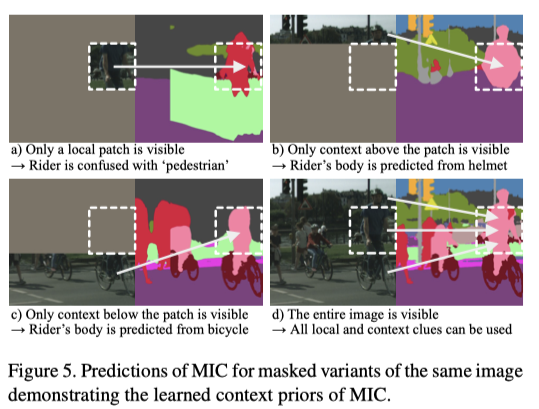 a) Only a local patch is visible
→ Rider is confused with ‘pedestrian’
b) Only context above the patch is visible
→ Rider's body is predicted from helmet
c) Only context below the patch is visible
→ Rider's body is predicted from bicycle
d) The entire image is visible
→ All local and context clues can be used
Figure 5. Predictions of MIC for masked variants of the same image
demonstrating the learned context priors of MIC.